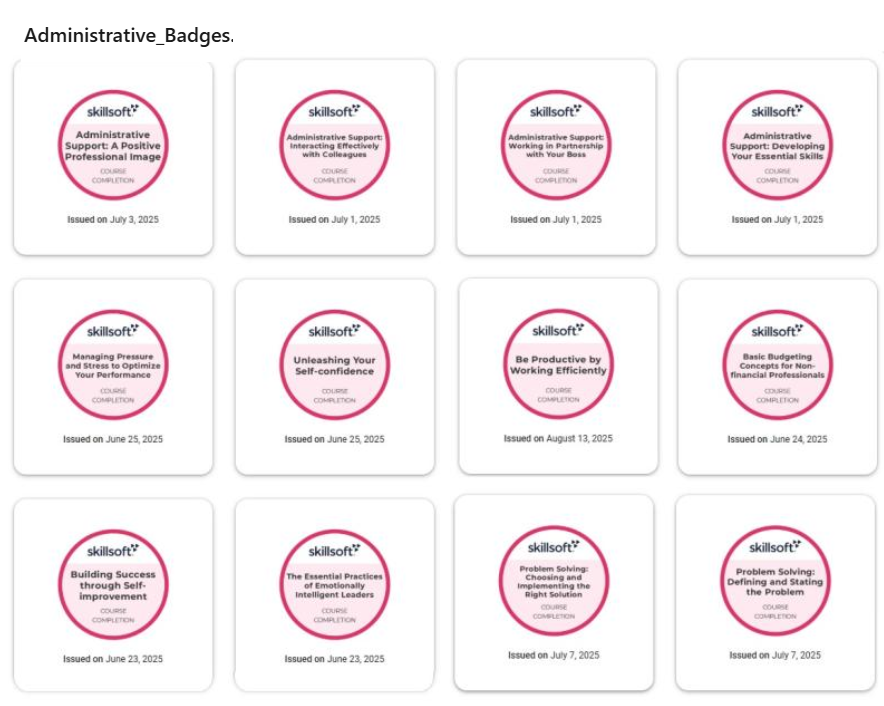 Administrative_Badges.
skillsoft
Administrative
Support: A Positive
Professional Image
COURSE
COMPLETION
Issued on July 3, 2025
skillsoft
Administrative Support:
Interacting Effectively
with Colleagues
COURSE
COMPLETION
Issued on July 1, 2025
skillsoft
Administrative Support:
Working in Partnership
with Your Boss
COURSE
COMPLETION
Issued on July 1, 2025
skillsoft
Administrative
Support: Developing
Your Essential Skills
COURSE
COMPLETION
Issued on July 1, 2025
skillsoft
Managing Pressure
and Stress to Optimize
Your Performance
COURSE
COMPLETION
Issued on June 25, 2025
skillsoft
Unleashing Your
Self-confidence
COURSE
COMPLETION
Issued on June 25, 2025
skillsoft
Be Productive by
Working Efficiently
COURSE
COMPLETION
Issued on August 13, 2025
skillsoft
Basic Budgeting
Concepts for Non-
financial Professionals
COURSE
COMPLETION
Issued on June 24, 2025
skillsoft
Building Success
through Self-
improvement
COURSE
COMPLETION
Issued on June 23, 2025
skillsoft
The Essential Practices
of Emotionally
Intelligent Leaders
COURSE
COMPLETION
Issued on June 23, 2025
skillsoft
Problem Solving:
Choosing and
Implementing the
Right Solution
COURSE
COMPLETION
Issued on July 7, 2025
skillsoft
Problem Solving:
Defining and Stating
the Problem
COURSE
COMPLETION
Issued on July 7, 2025